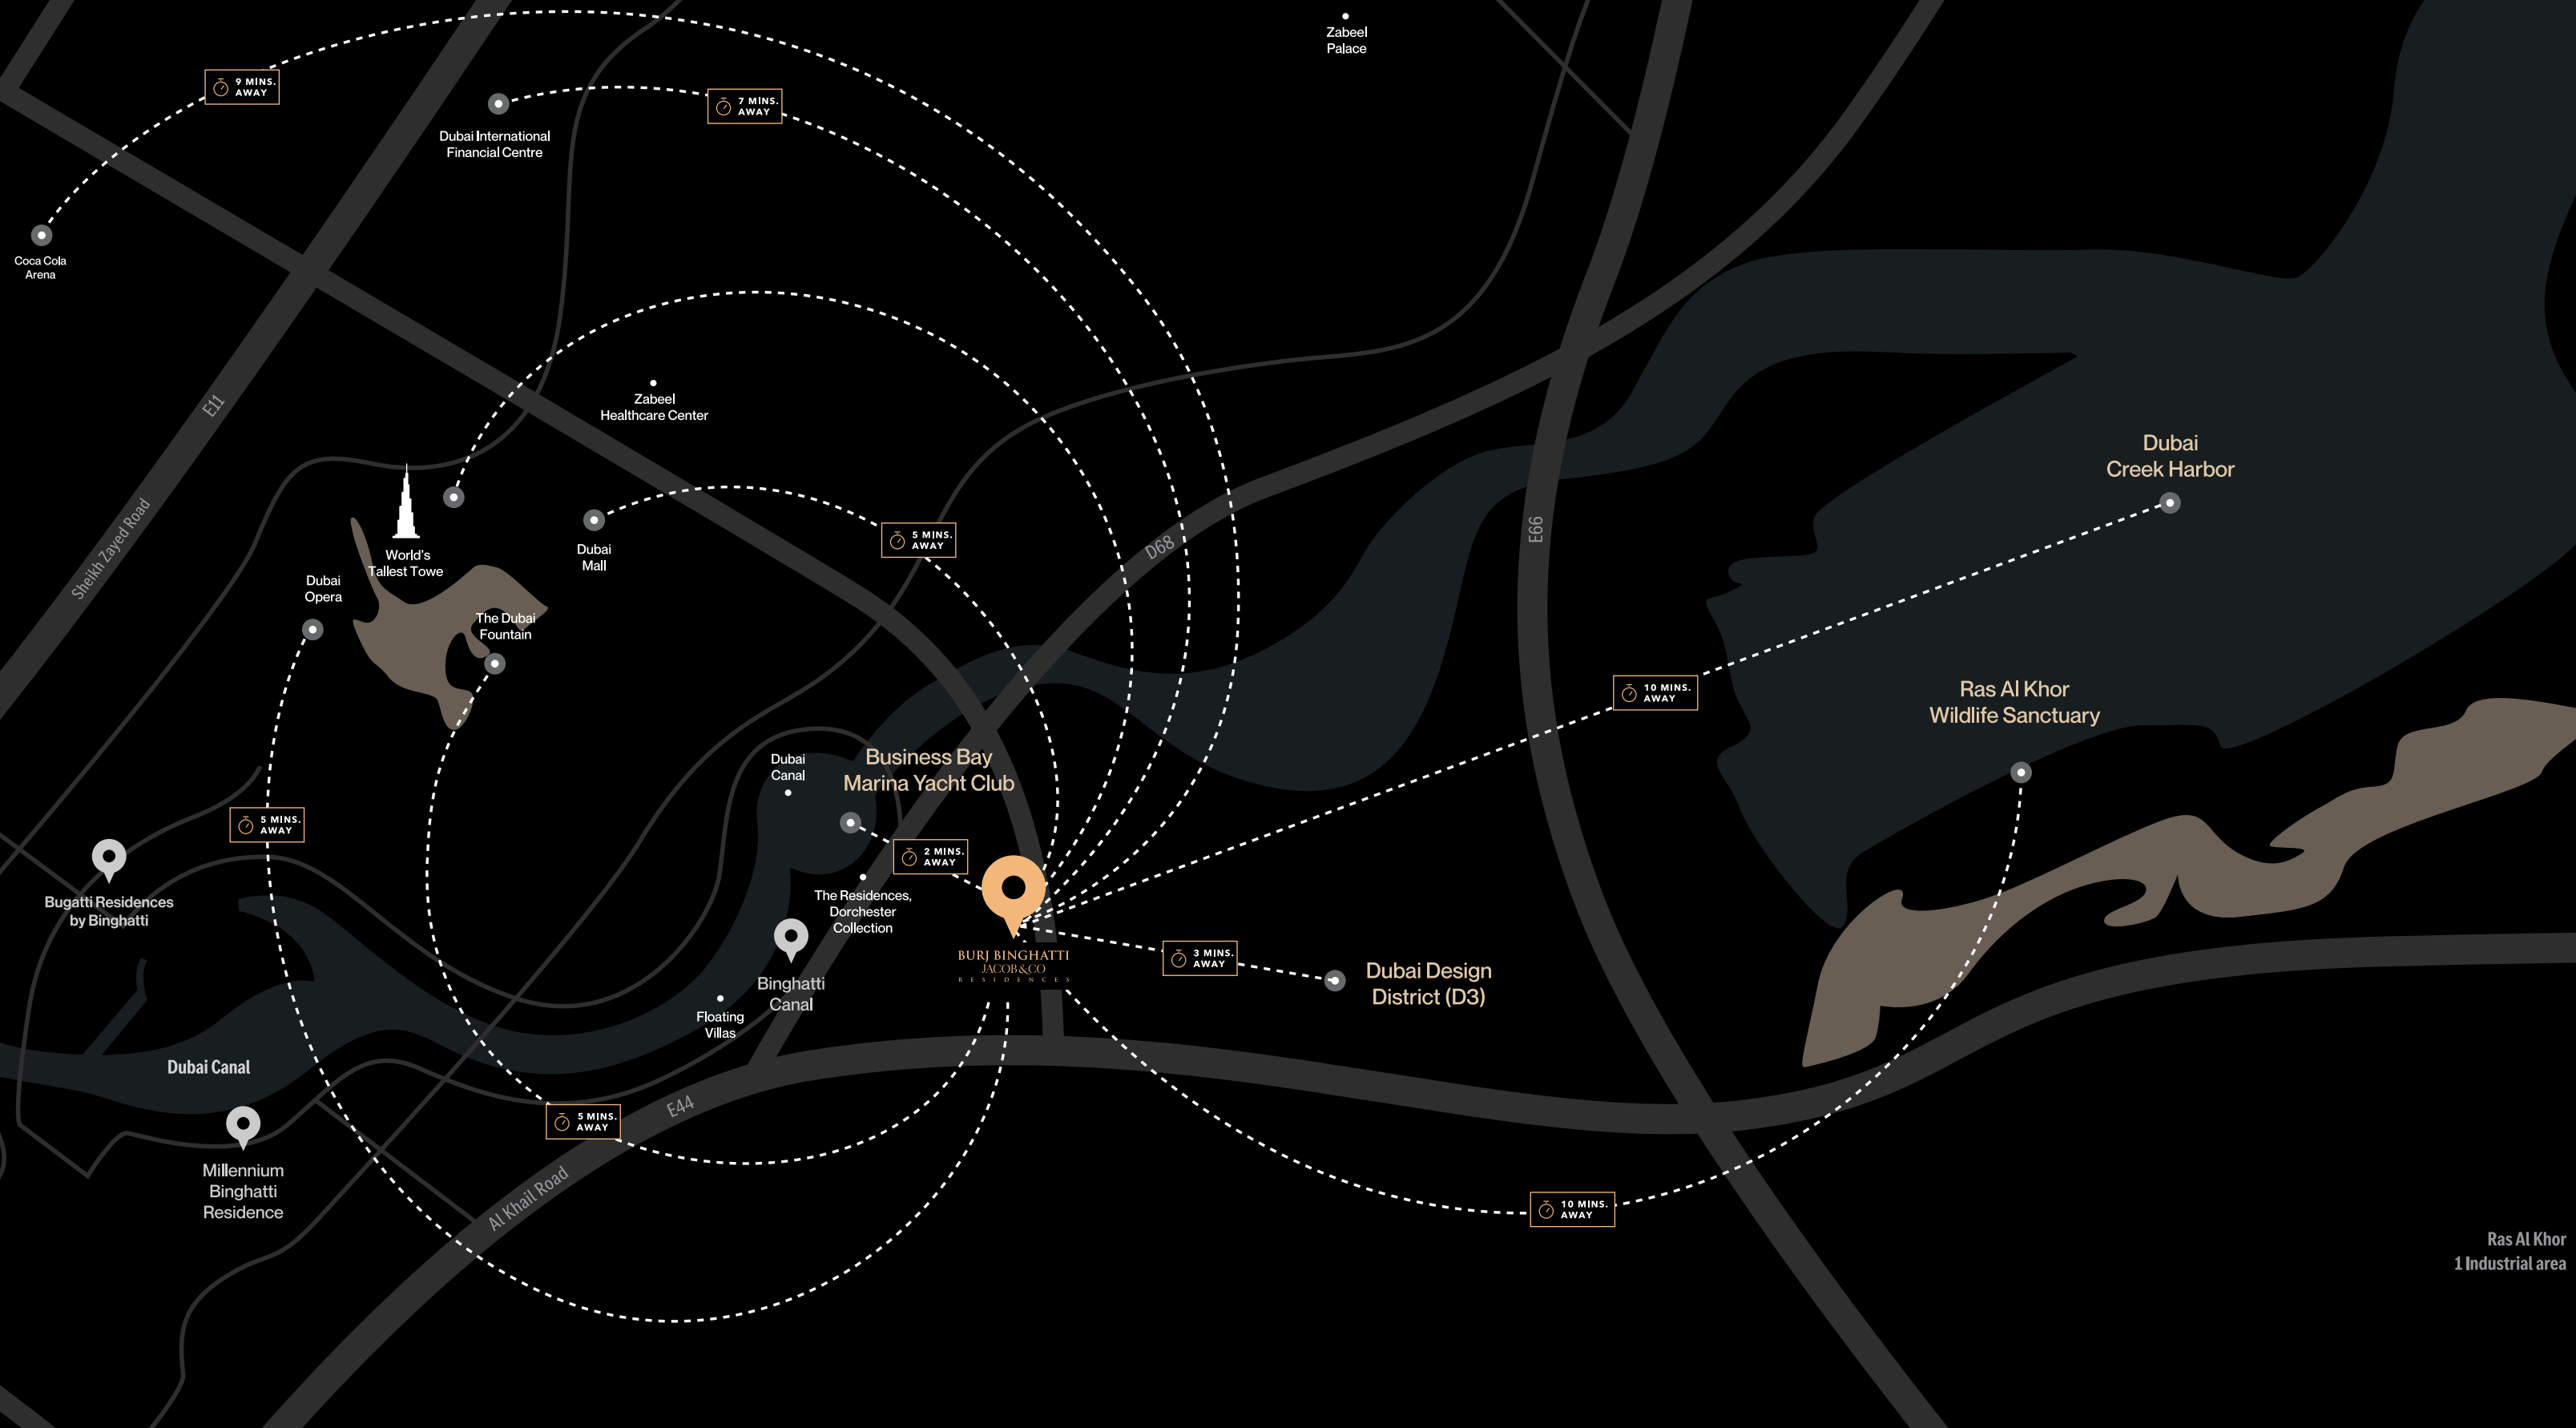 Zabeel
Palace
9 MINS.
AWAY
7 MINS.
AWAY
Dubai International
Financial Centre
Coca Cola
Arena
E11
Zabeel
Healthcare Center
Dubai
Creek Harbor
Sheikh Zayed Road
World's
Tallest Towe
Dubai
Mall
5 MINS.
AWAY
D68
E66
Dubai
Opera
The Dubai
Fountain
10 MINS.
AWAY
Ras Al Khor
Wildlife Sanctuary
Dubai
Canal
Business Bay
Marina Yacht Club
5 MINS.
AWAY
2 MINS.
AWAY
Bugatti Residences
by Binghatti
The Residences,
Dorchester
Collection
BURJ BINGHATTI
JACOB&CO
RESIDENCES
3 MINS.
AWAY
Dubai Design
District (D3)
Binghatti
Canal
Floating
Villas
Dubai Canal
E44
5 MINS.
AWAY
Millennium
Binghatti
Residence
Al Khail Road
10 MINS.
AWAY
Ras Al Khor
1 Industrial area